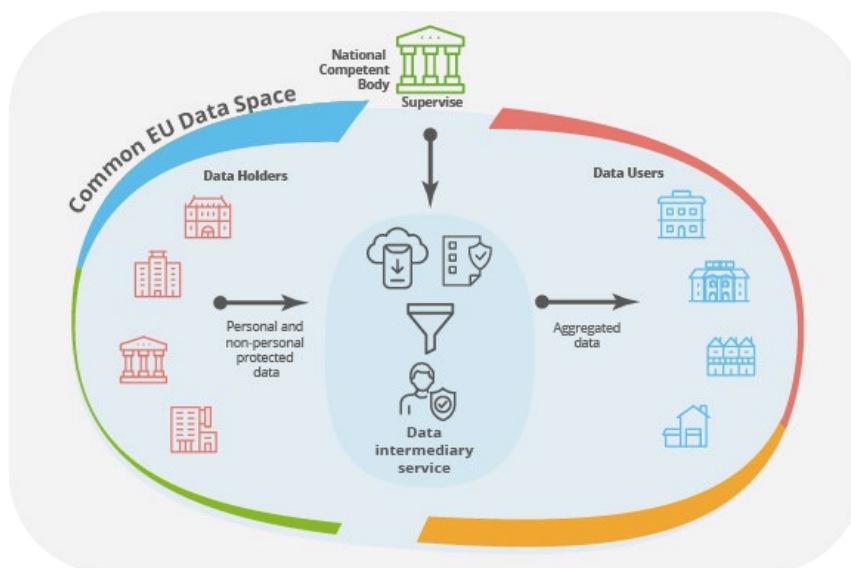 National
Competent
Body
Supervise
Common EU Data Space
Data Holders
Data Users
Personal and
non-personal
protected
data
Aggregated
data
Data
intermediary
service